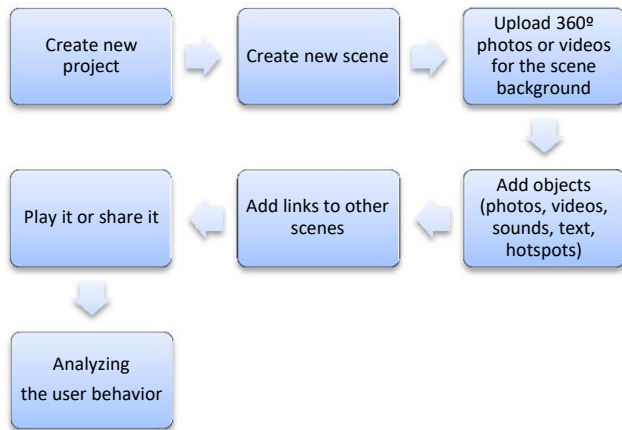 Create new
project
Create new scene
Upload 360º
photos or videos
for the scene
background
Add objects
(photos, videos,
sounds, text,
hotspots)
Add links to other
scenes
Play it or share it
Analyzing
the user behavior